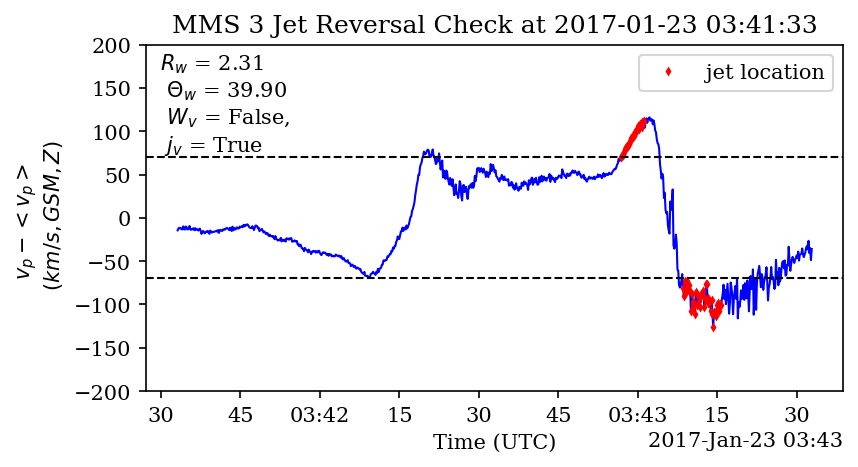 MMS 3 Jet Reversal Check at 2017-01-23 03:41:33
R_w = 2.31
Θ_w = 39.90
W_v = False,
j_v = True
jet location
200
150
100
50
0
−50
−100
−150
−200
v_p − < v_p >
(km/s, GSM, Z)
30 45 03:42 15 30 45 03:43 15 30
Time (UTC)
2017-Jan-23 03:43